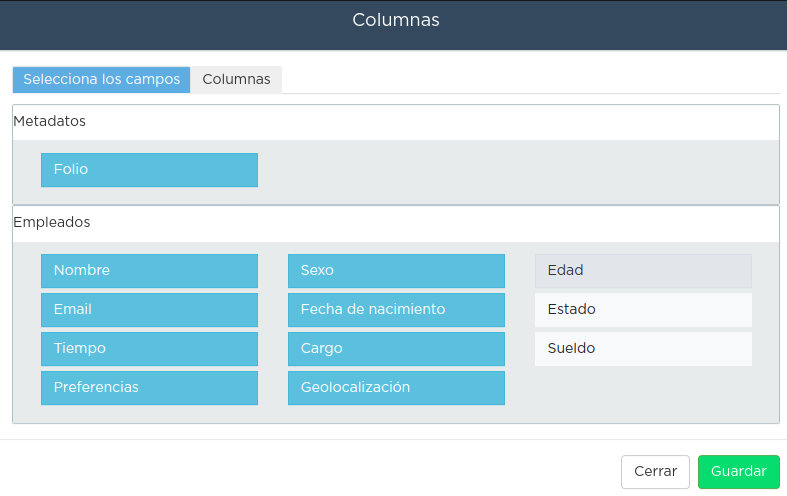 Columnas
Selecciona los campos
Columnas
Metadatos
Folio
Empleados
Nombre
Sexo
Edad
Email
Fecha de nacimiento
Estado
Tiempo
Cargo
Sueldo
Preferencias
Geolocalización
Cerrar
Guardar